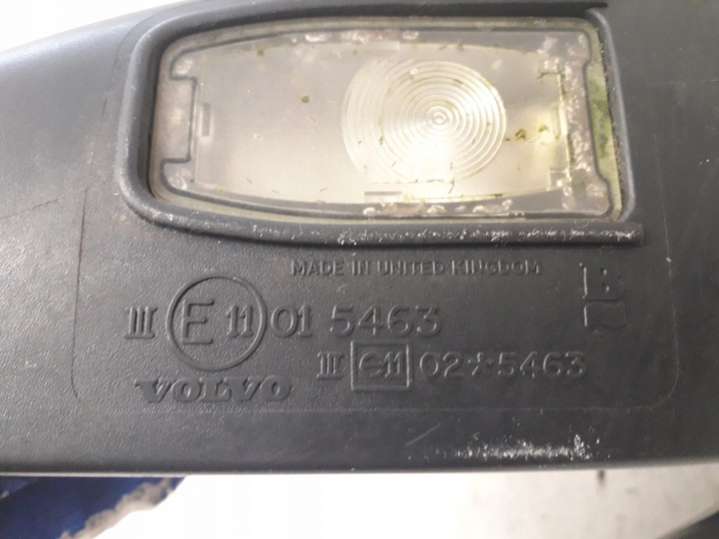 MADE IN UNITED KINGDOM
III E 11 01 5463
III e11 02*5463
VOLVO